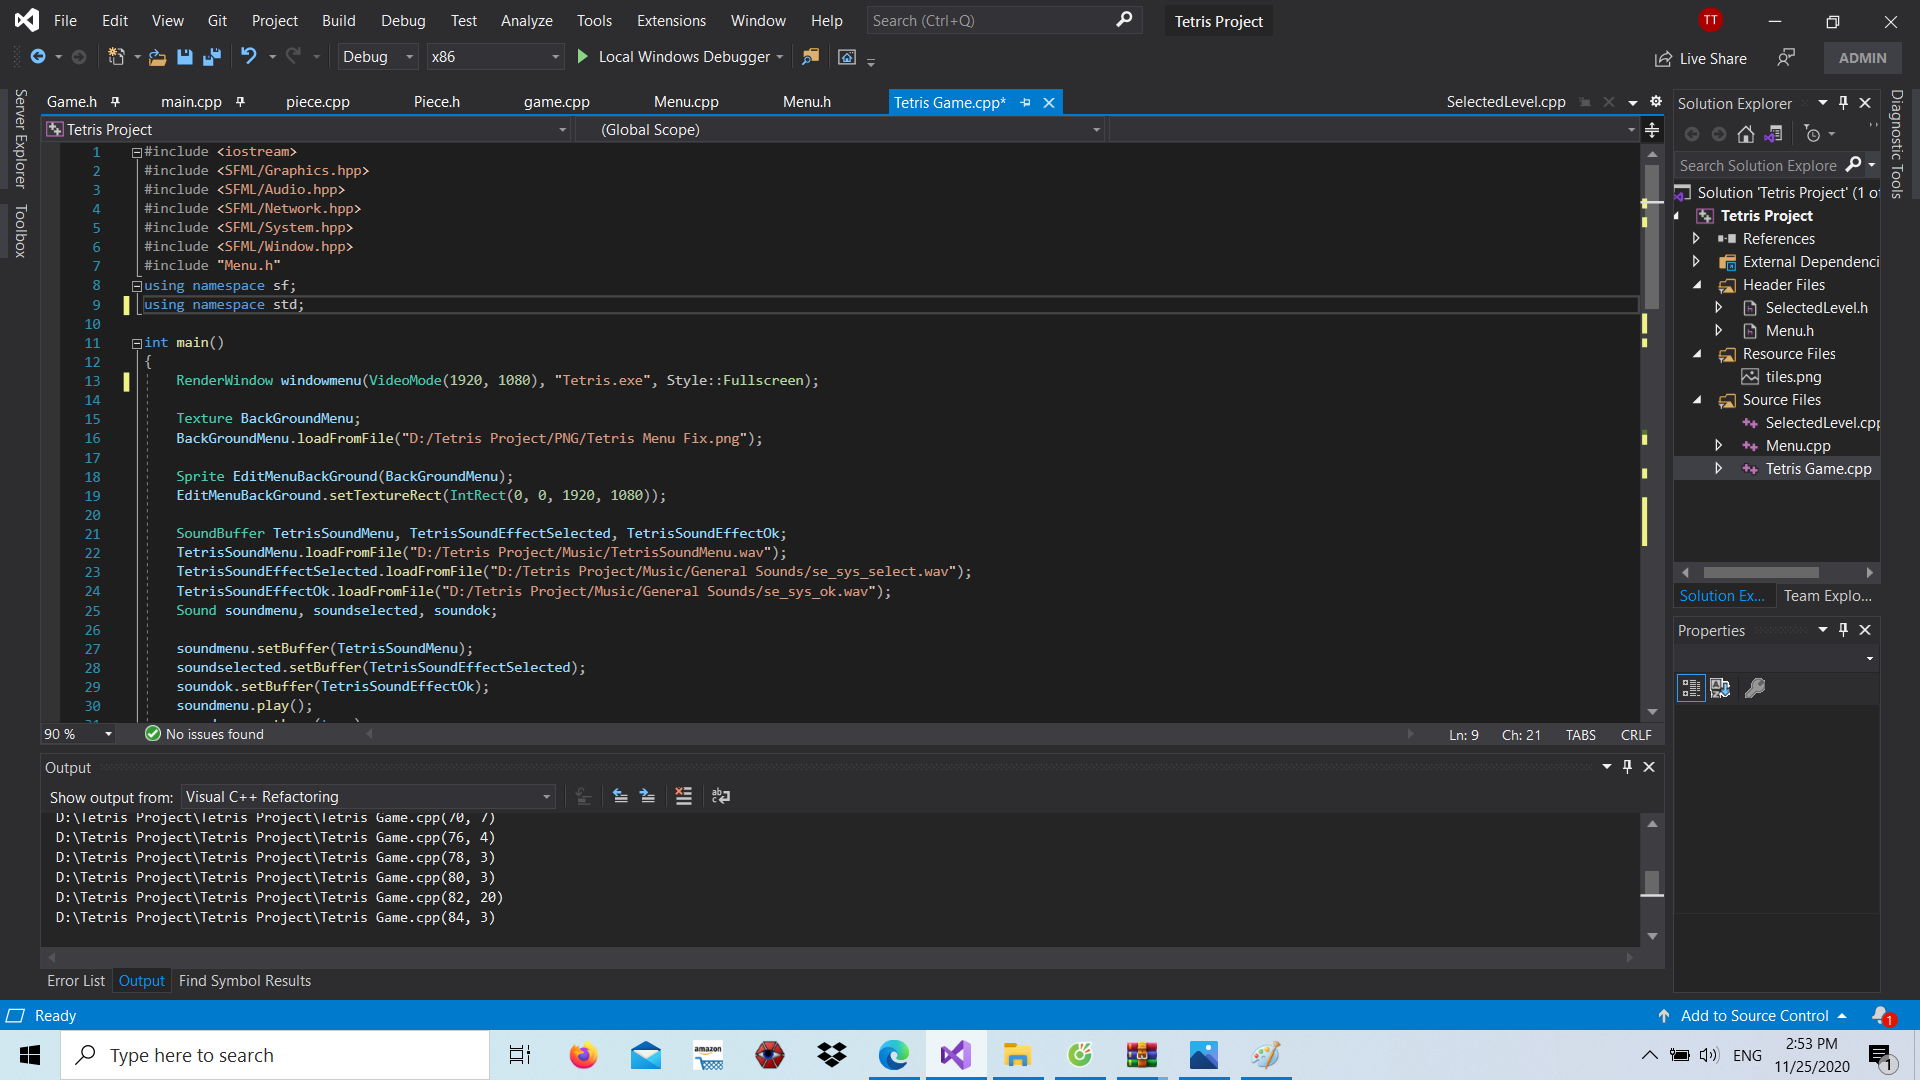 File Edit View Git Project Build Debug Test Analyze Tools Extensions Window Help Search (Ctrl+Q) Tetris Project TT
Debug x86 Local Windows Debugger Live Share ADMIN
Server Explorer
Toolbox
Game.h main.cpp piece.cpp Piece.h game.cpp Menu.cpp Menu.h Tetris Game.cpp* SelectedLevel.cpp
Tetris Project (Global Scope)
1 #include <iostream>
2 #include <SFML/Graphics.hpp>
3 #include <SFML/Audio.hpp>
4 #include <SFML/Network.hpp>
5 #include <SFML/System.hpp>
6 #include <SFML/Window.hpp>
7 #include "Menu.h"
8 using namespace sf;
9 using namespace std;
10
11 int main()
12 {
13 RenderWindow windowmenu(VideoMode(1920, 1080), "Tetris.exe", Style::Fullscreen);
14
15 Texture BackGroundMenu;
16 BackGroundMenu.loadFromFile("D:/Tetris Project/PNG/Tetris Menu Fix.png");
17
18 Sprite EditMenuBackGround(BackGroundMenu);
19 EditMenuBackGround.setTextureRect(IntRect(0, 0, 1920, 1080));
20
21 SoundBuffer TetrisSoundMenu, TetrisSoundEffectSelected, TetrisSoundEffectOk;
22 TetrisSoundMenu.loadFromFile("D:/Tetris Project/Music/TetrisSoundMenu.wav");
23 TetrisSoundEffectSelected.loadFromFile("D:/Tetris Project/Music/General Sounds/se_sys_select.wav");
24 TetrisSoundEffectOk.loadFromFile("D:/Tetris Project/Music/General Sounds/se_sys_ok.wav");
25 Sound soundmenu, soundselected, soundok;
26
27 soundmenu.setBuffer(TetrisSoundMenu);
28 soundselected.setBuffer(TetrisSoundEffectSelected);
29 soundok.setBuffer(TetrisSoundEffectOk);
30 soundmenu.play();
90 % No issues found Ln: 9 Ch: 21 TABS CRLF
Output
Show output from: Visual C++ Refactoring
D:\Tetris Project\Tetris Project\Tetris Game.cpp(70, 7)
D:\Tetris Project\Tetris Project\Tetris Game.cpp(76, 4)
D:\Tetris Project\Tetris Project\Tetris Game.cpp(78, 3)
D:\Tetris Project\Tetris Project\Tetris Game.cpp(80, 3)
D:\Tetris Project\Tetris Project\Tetris Game.cpp(82, 20)
D:\Tetris Project\Tetris Project\Tetris Game.cpp(84, 3)
Error List Output Find Symbol Results
Solution Explorer
Search Solution Explore
Solution 'Tetris Project' (1 of
Tetris Project
References
External Dependenci
Header Files
SelectedLevel.h
Menu.h
Resource Files
tiles.png
Source Files
SelectedLevel.cpp
Menu.cpp
Tetris Game.cpp
Solution Ex... Team Explo...
Properties
Diagnostic Tools
Ready Add to Source Control 1
Type here to search amazon ENG 2:53 PM
11/25/2020 1